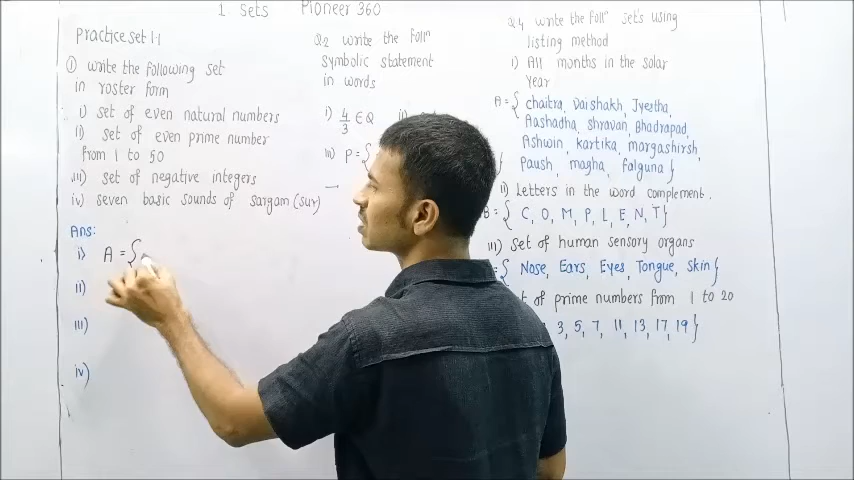 1 Sets Pioneer 360
Practice set 1.1
① write the following set
in roster form
i) set of even natural numbers
ii) set of even prime number
from 1 to 50
iii) set of negative integers
iv) seven basic sounds of sargam (sur)
Ans:
i) A = {
ii)
iii)
iv)
Q.2 write the Follⁿ
symbolic statement
in words
i) 4/3 ∈ Q ii)
iii) P = {
→
Q.4 write the Follⁿ sets using
listing method
i) All months in the solar
Year
A = { chaitra, Vaishakh, Jyestha,
Aashadha, shravan, Bhadrapad,
Ashwin, kartika, margashirsh,
Paush, magha, falguna }
ii) Letters in the word complement.
B = { C, O, M, P, L, E, N, T }
iii) set of human sensory organs
= { Nose, Ears, Eyes, Tongue, Skin }
of prime numbers from 1 to 20
3, 5, 7, 11, 13, 17, 19 }